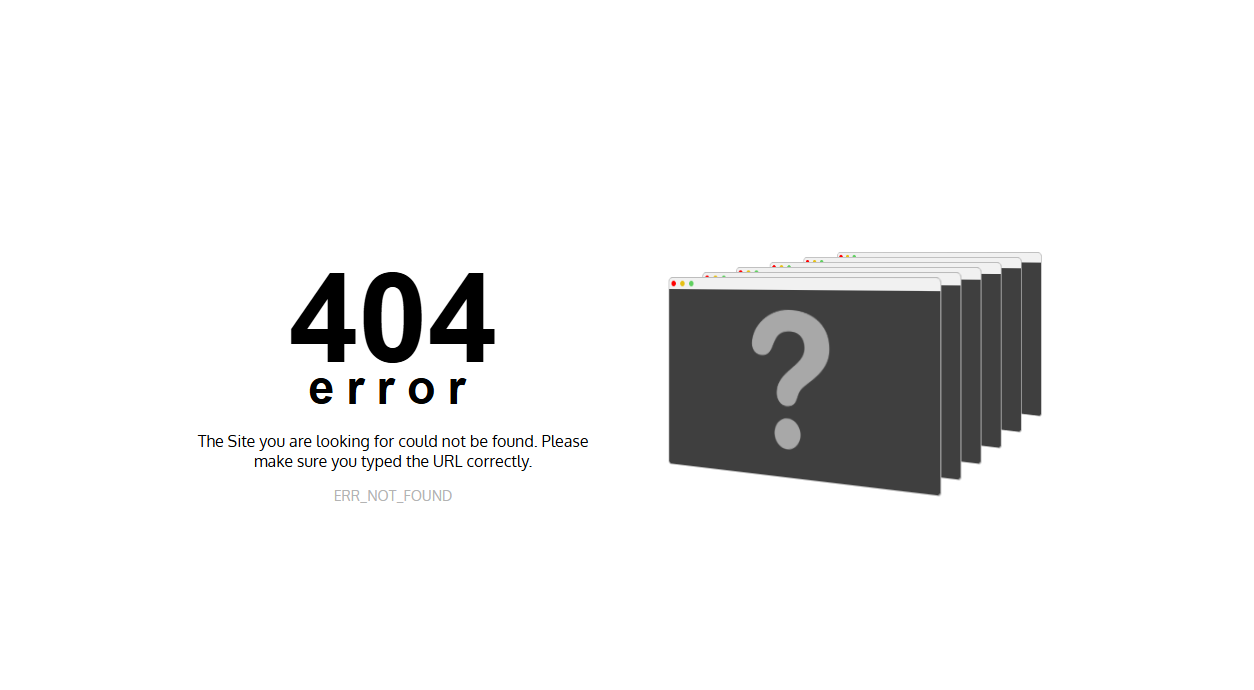 404
error
The Site you are looking for could not be found. Please
make sure you typed the URL correctly.
ERR_NOT_FOUND
?